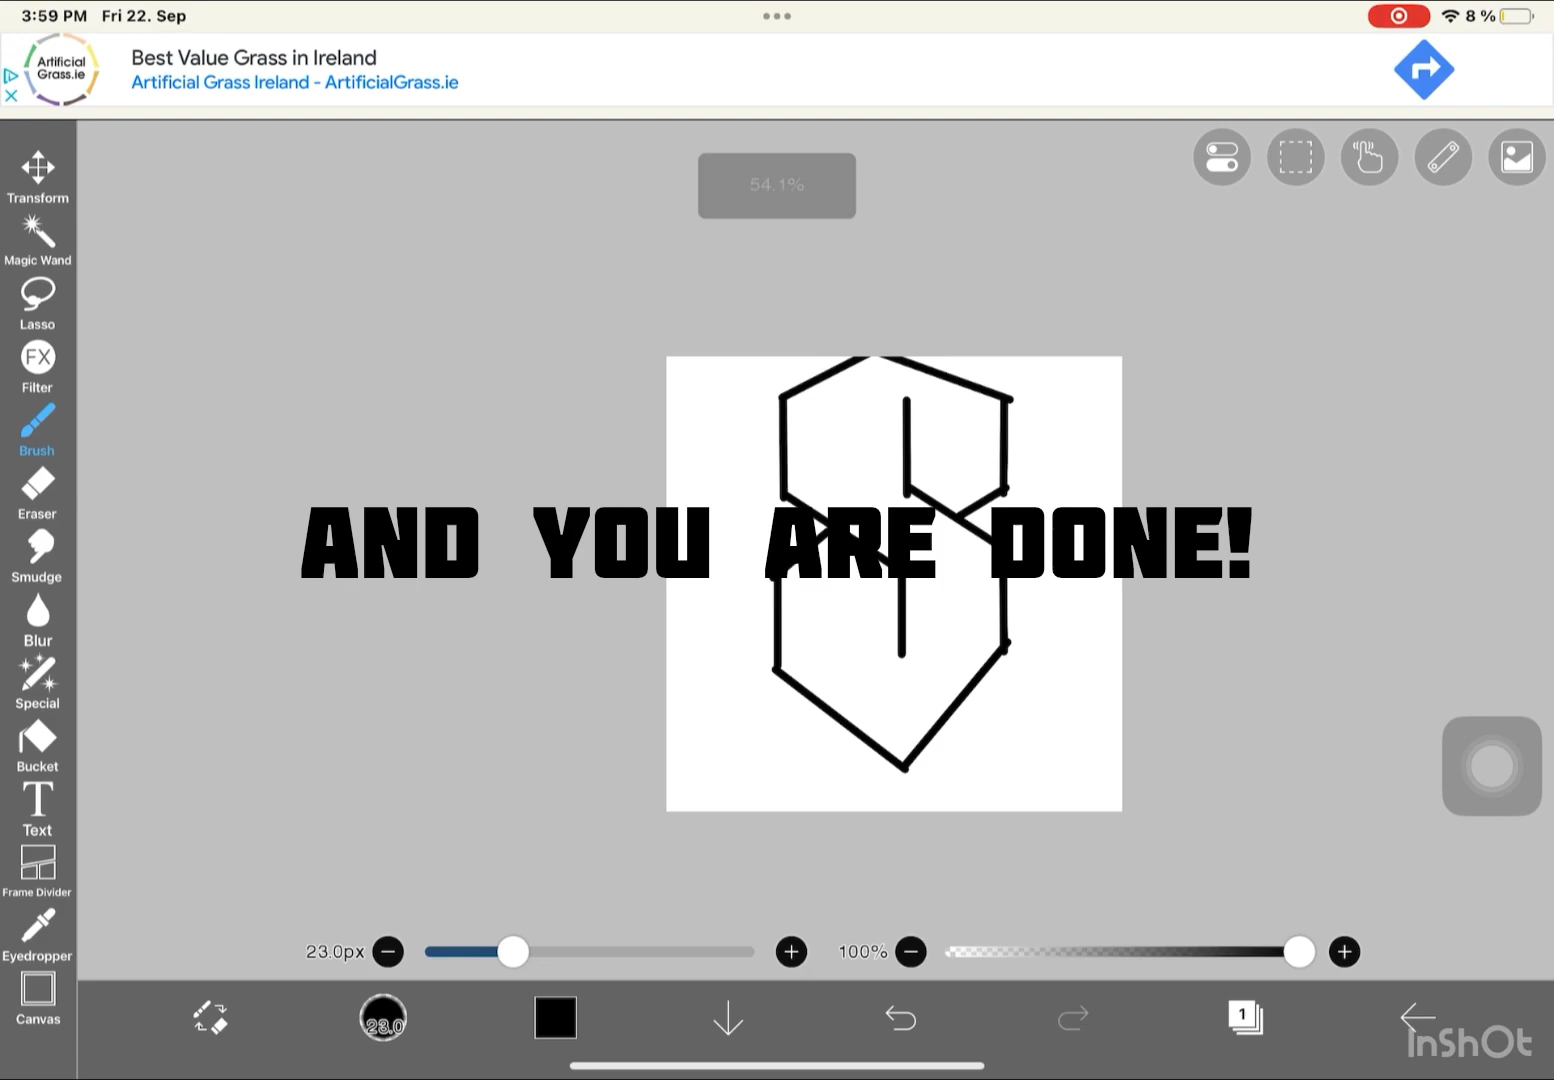 3:59 PM Fri 22. Sep
8 %
Artificial
Grass.ie
Best Value Grass in Ireland
Artificial Grass Ireland - ArtificialGrass.ie
54.1%
Transform
Magic Wand
Lasso
FX
Filter
Brush
Eraser
Smudge
Blur
Special
Bucket
T
Text
Frame Divider
Eyedropper
Canvas
AND YOU ARE DONE!
23.0px
100%
23.0
1
InShOt